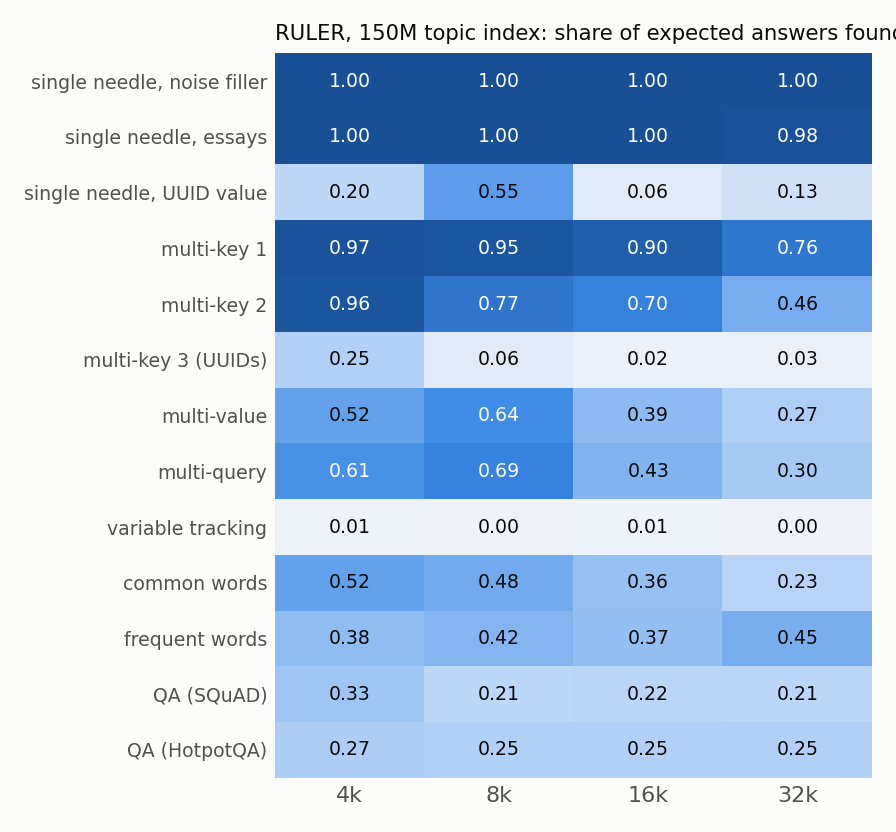 RULER, 150M topic index: share of expected answers found
single needle, noise filler 1.00 1.00 1.00 1.00
single needle, essays 1.00 1.00 1.00 0.98
single needle, UUID value 0.20 0.55 0.06 0.13
multi-key 1 0.97 0.95 0.90 0.76
multi-key 2 0.96 0.77 0.70 0.46
multi-key 3 (UUIDs) 0.25 0.06 0.02 0.03
multi-value 0.52 0.64 0.39 0.27
multi-query 0.61 0.69 0.43 0.30
variable tracking 0.01 0.00 0.01 0.00
common words 0.52 0.48 0.36 0.23
frequent words 0.38 0.42 0.37 0.45
QA (SQuAD) 0.33 0.21 0.22 0.21
QA (HotpotQA) 0.27 0.25 0.25 0.25
4k 8k 16k 32k